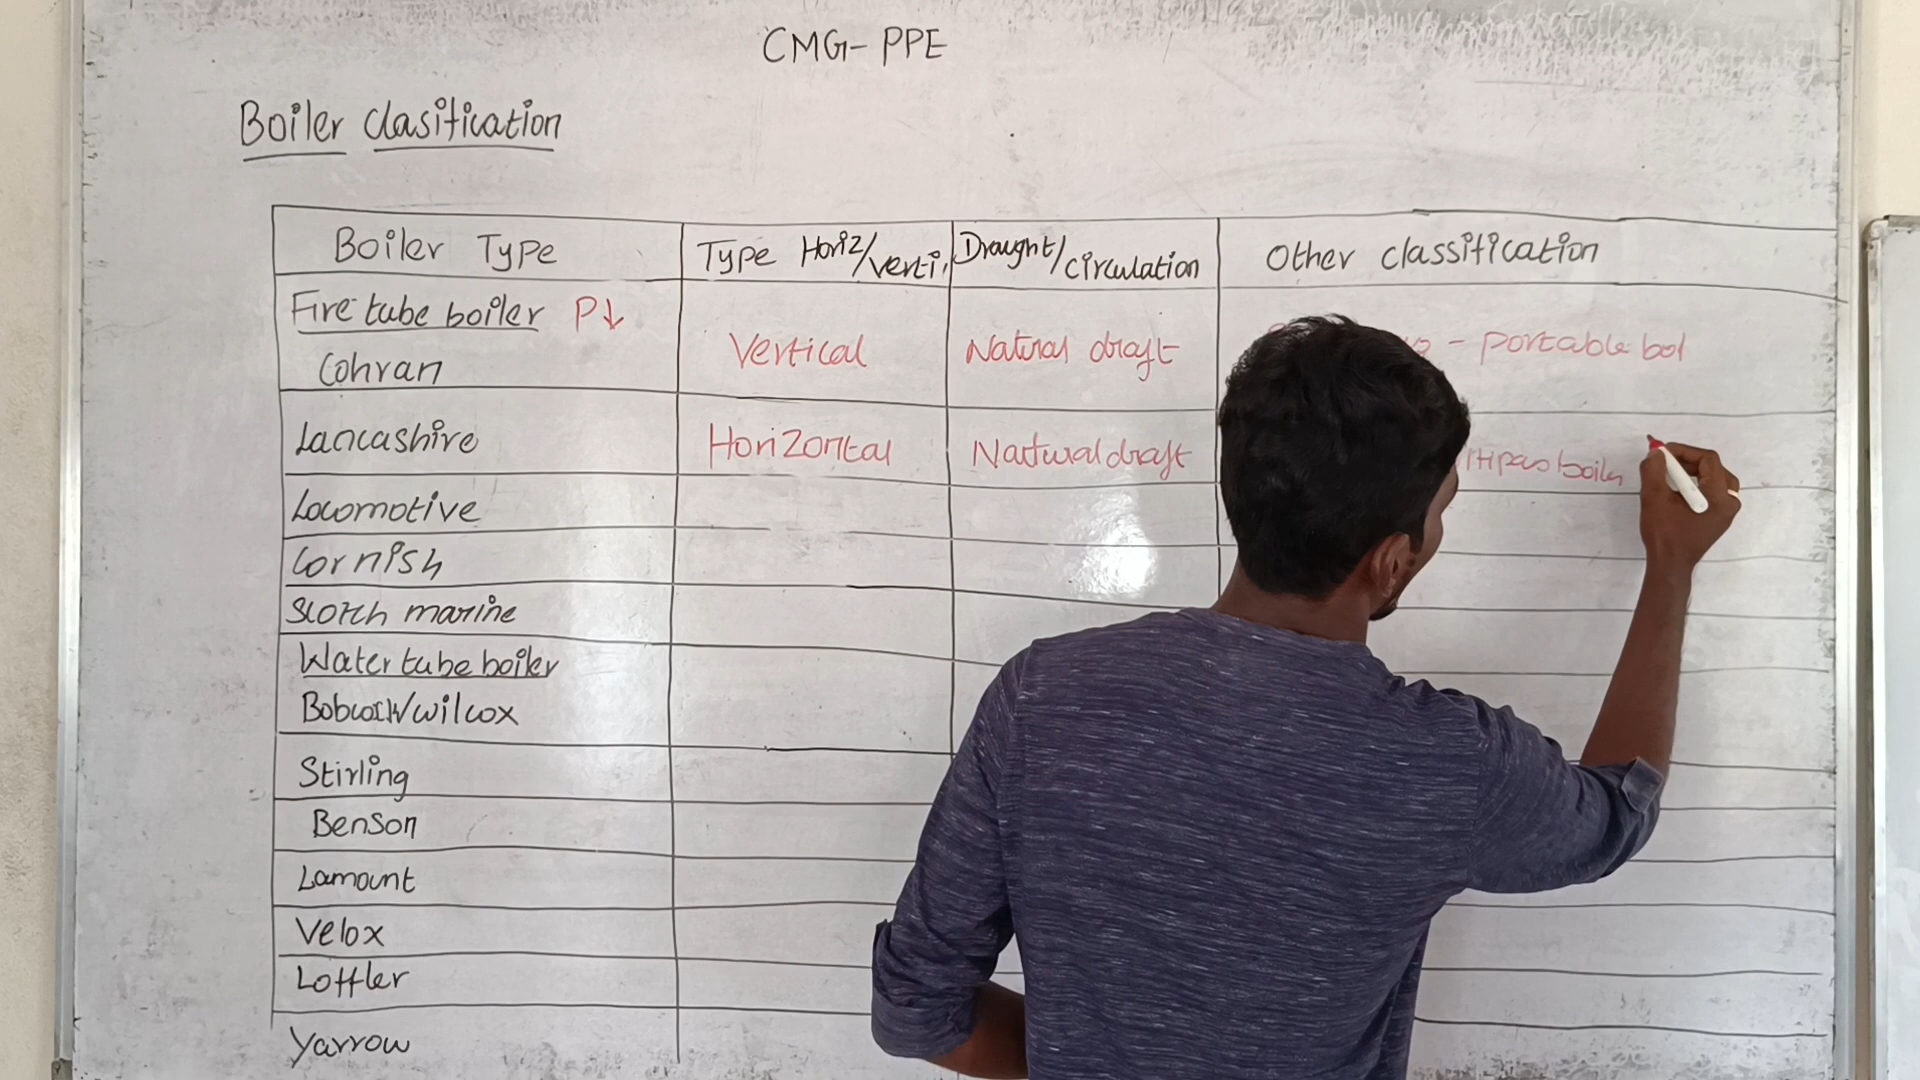 CMG- PPE
Boiler clasification
Boiler Type Type Horiz/verti. Draught/circulation Other classification
Fire tube boiler P↓
Cohran Vertical Natural draft - portable bol
Lancashire Horizontal Natural draft boiler
Locomotive
Cornish
Scotch marine
Water tube boiler
Bobcock/wilcox
Stirling
Benson
Lamount
Velox
Loffler
Yarrow